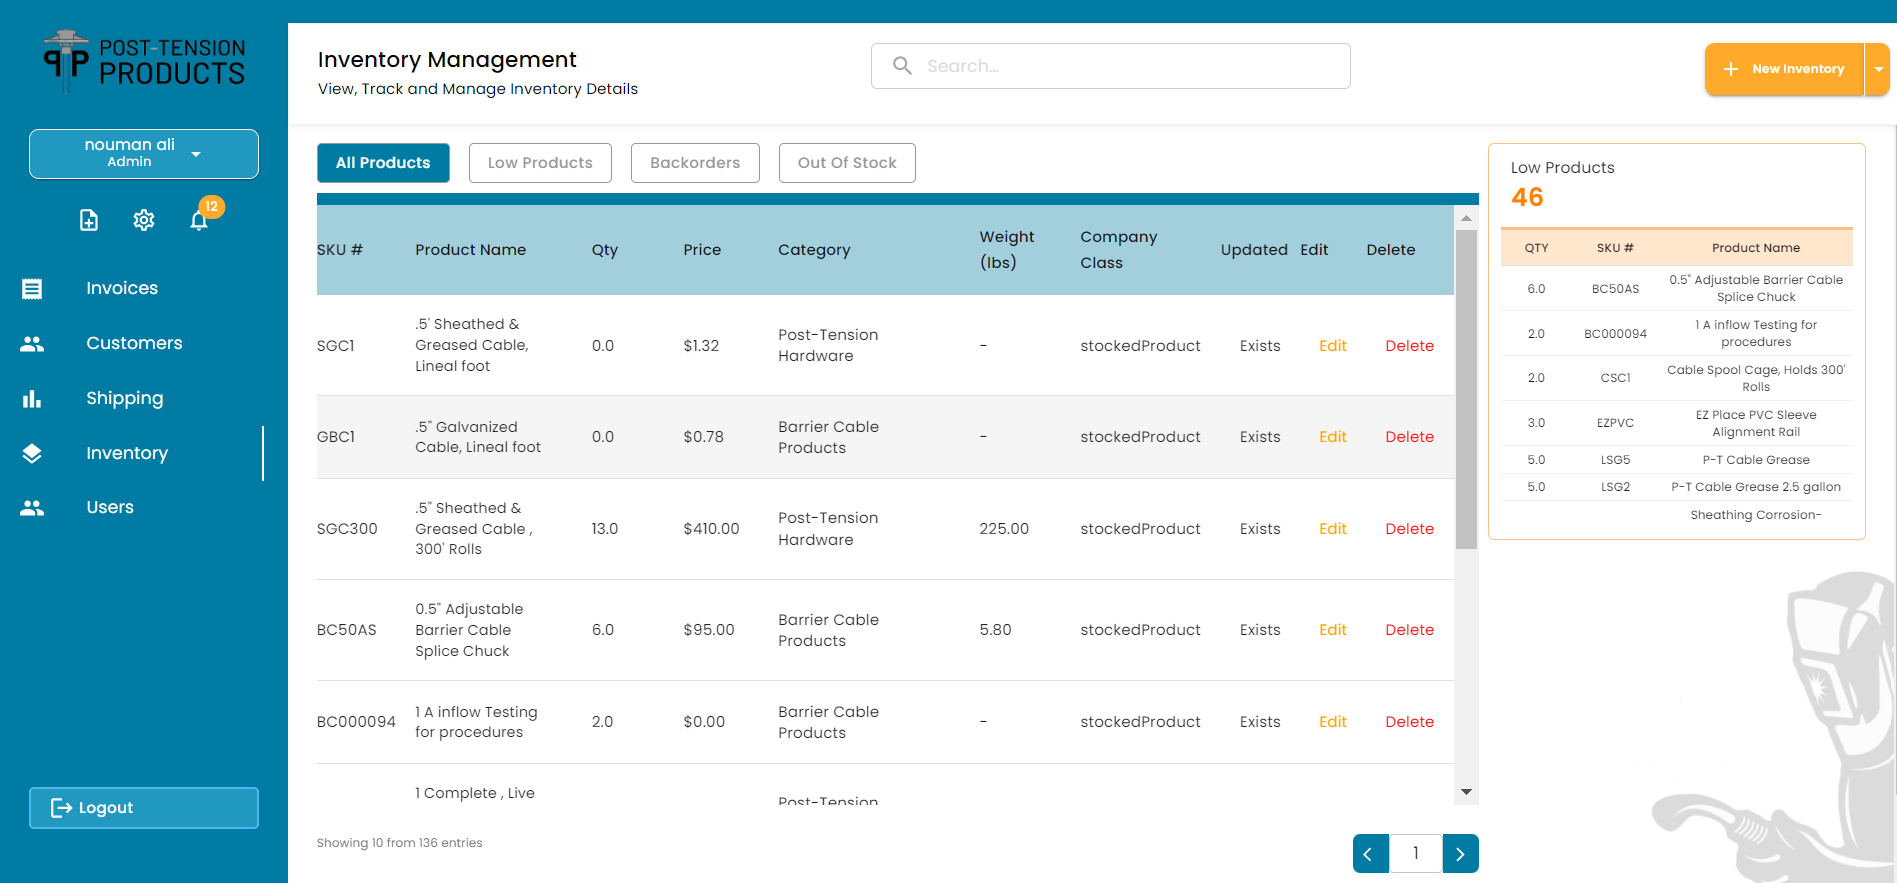 POST-TENSION
PRODUCTS
nouman ali
Admin
12
Invoices
Customers
Shipping
Inventory
Users
Logout
Inventory Management
View, Track and Manage Inventory Details
Search...
New Inventory
All Products
Low Products
Backorders
Out Of Stock
SKU # Product Name Qty Price Category Weight (lbs) Company Class Updated Edit Delete
SGC1 .5' Sheathed & Greased Cable, Lineal foot 0.0 $1.32 Post-Tension Hardware - stockedProduct Exists Edit Delete
GBC1 .5" Galvanized Cable, Lineal foot 0.0 $0.78 Barrier Cable Products - stockedProduct Exists Edit Delete
SGC300 .5" Sheathed & Greased Cable , 300' Rolls 13.0 $410.00 Post-Tension Hardware 225.00 stockedProduct Exists Edit Delete
BC50AS 0.5" Adjustable Barrier Cable Splice Chuck 6.0 $95.00 Barrier Cable Products 5.80 stockedProduct Exists Edit Delete
BC000094 1 A inflow Testing for procedures 2.0 $0.00 Barrier Cable Products - stockedProduct Exists Edit Delete
1 Complete , Live Post-Tension
Showing 10 from 136 entries
1
Low Products
46
QTY SKU # Product Name
6.0 BC50AS 0.5" Adjustable Barrier Cable Splice Chuck
2.0 BC000094 1 A inflow Testing for procedures
2.0 CSC1 Cable Spool Cage, Holds 300' Rolls
3.0 EZPVC EZ Place PVC Sleeve Alignment Rail
5.0 LSG5 P-T Cable Grease
5.0 LSG2 P-T Cable Grease 2.5 gallon
Sheathing Corrosion-